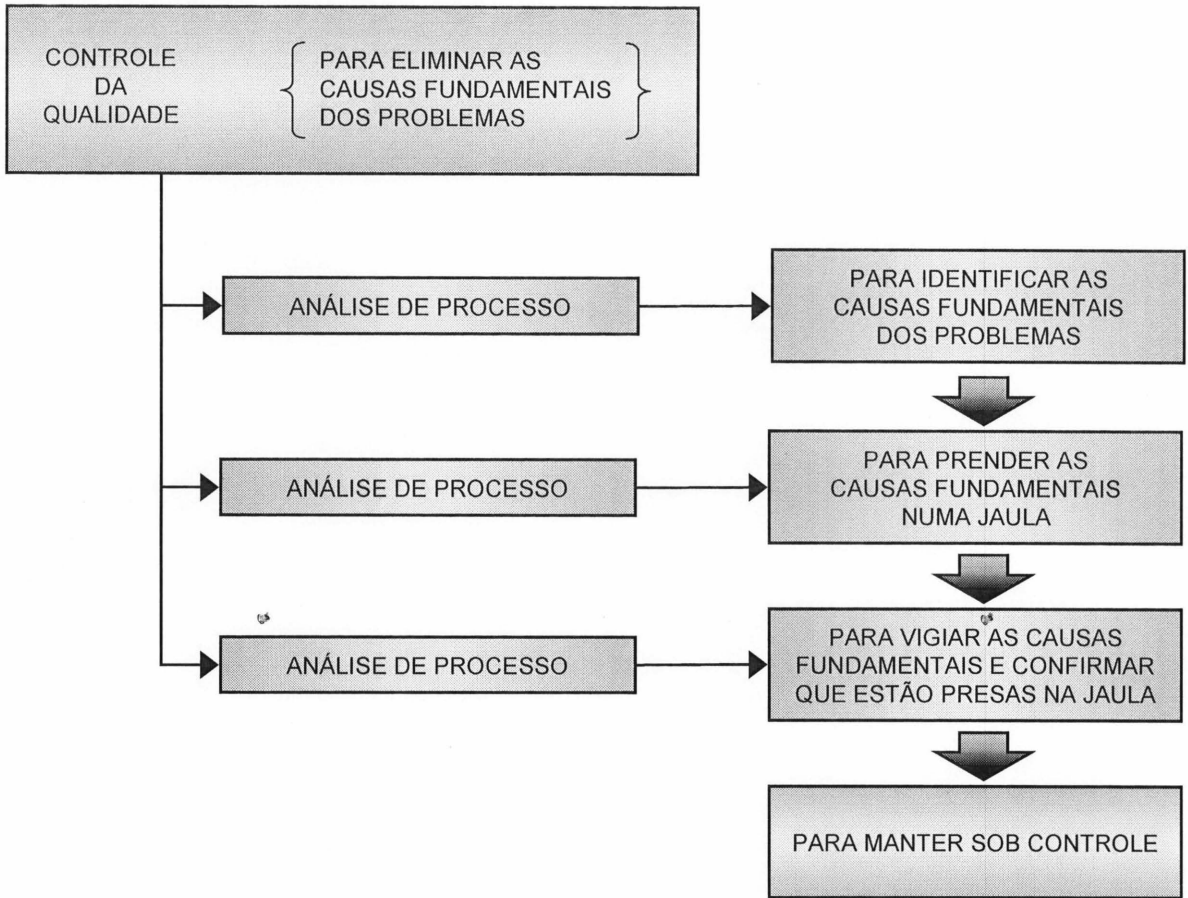 CONTROLE
DA
QUALIDADE
PARA ELIMINAR AS
CAUSAS FUNDAMENTAIS
DOS PROBLEMAS
ANÁLISE DE PROCESSO
PARA IDENTIFICAR AS
CAUSAS FUNDAMENTAIS
DOS PROBLEMAS
ANÁLISE DE PROCESSO
PARA PRENDER AS
CAUSAS FUNDAMENTAIS
NUMA JAULA
ANÁLISE DE PROCESSO
PARA VIGIAR AS CAUSAS
FUNDAMENTAIS E CONFIRMAR
QUE ESTÃO PRESAS NA JAULA
PARA MANTER SOB CONTROLE